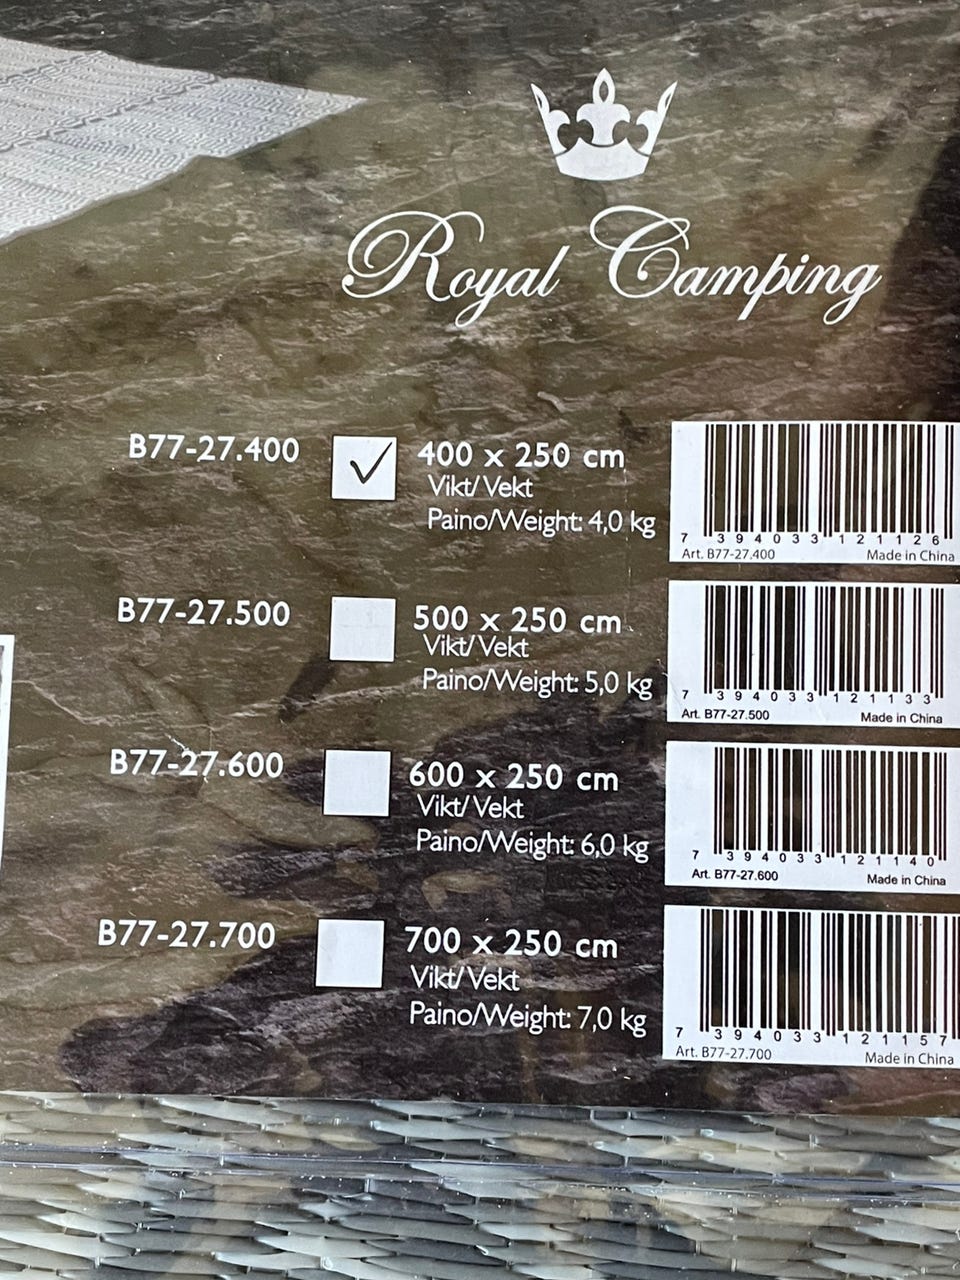 Royal Camping
B77-27.400
400 x 250 cm
Vikt/Vekt
Paino/Weight: 4,0 kg
7 394033 121126
Art. B77-27.400 Made in China
B77-27.500
500 x 250 cm
Vikt/Vekt
Paino/Weight: 5,0 kg
7 394033 121133
Art. B77-27.500 Made in China
B77-27.600
600 x 250 cm
Vikt/Vekt
Paino/Weight: 6,0 kg
7 394033 121140
Art. B77-27.600 Made in China
B77-27.700
700 x 250 cm
Vikt/Vekt
Paino/Weight: 7,0 kg
7 394033 121157
Art. B77-27.700 Made in China